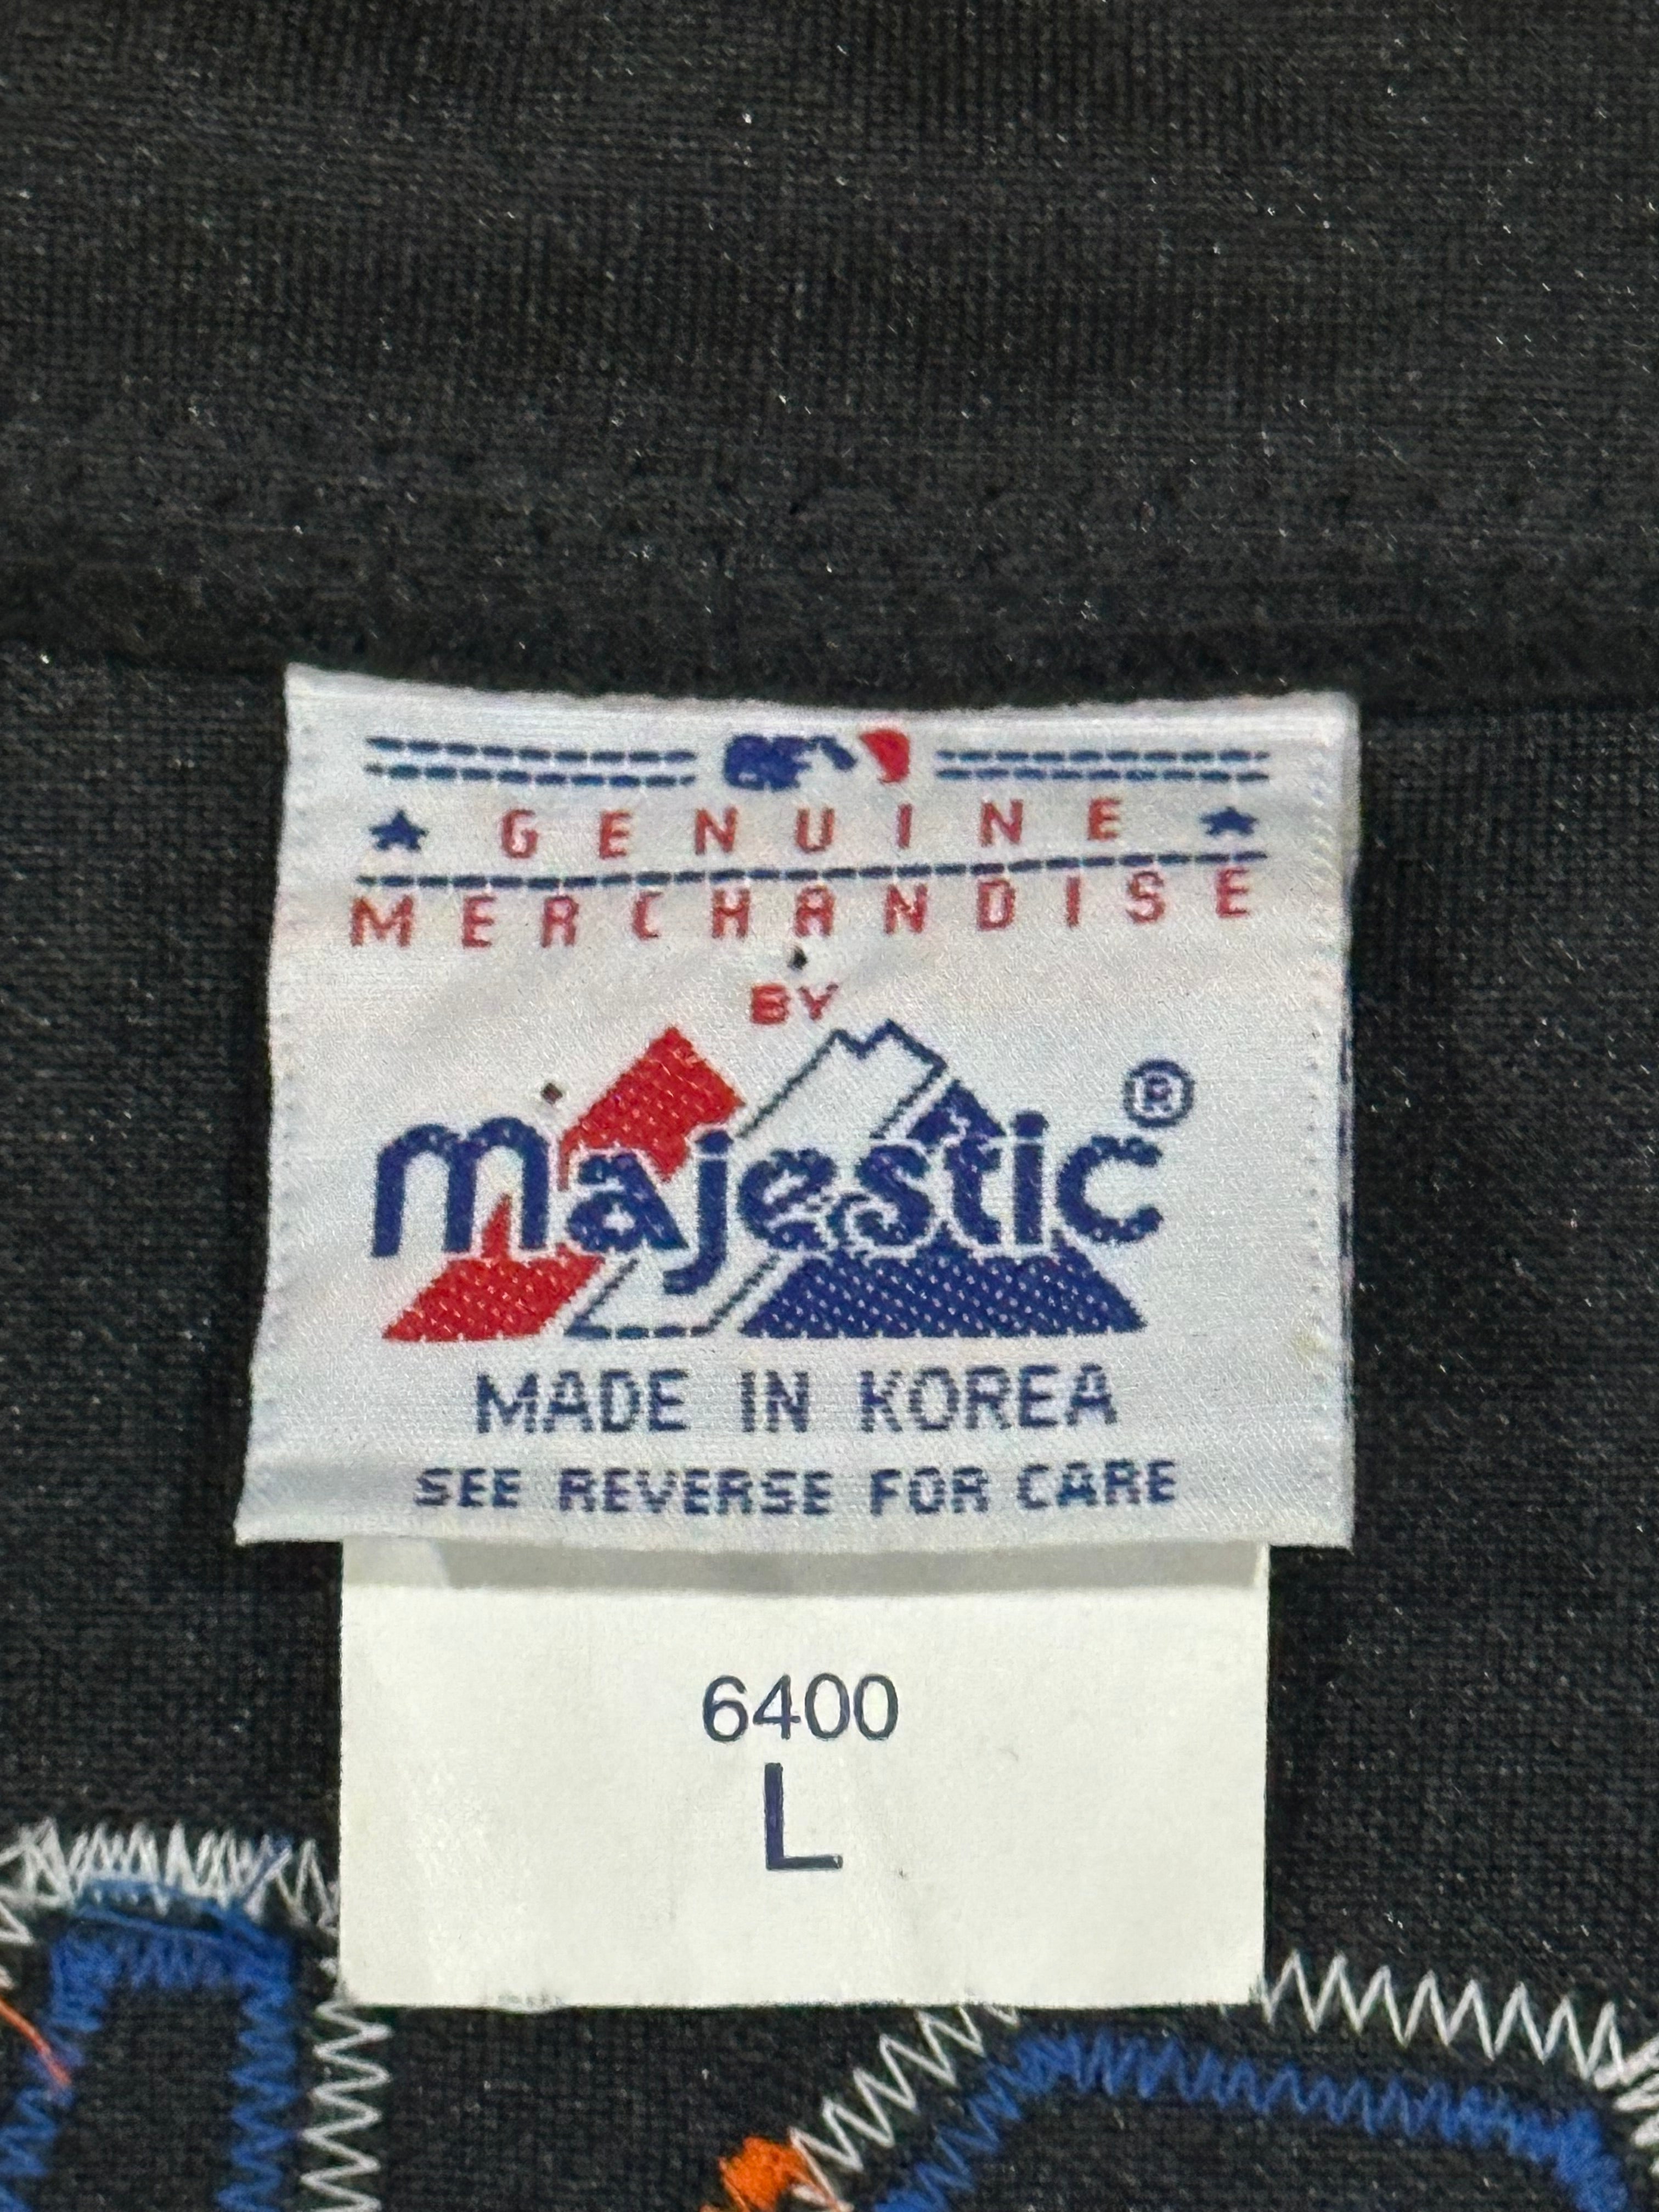 GENUINE
MERCHANDISE
BY
majestic®
MADE IN KOREA
SEE REVERSE FOR CARE
6400
L